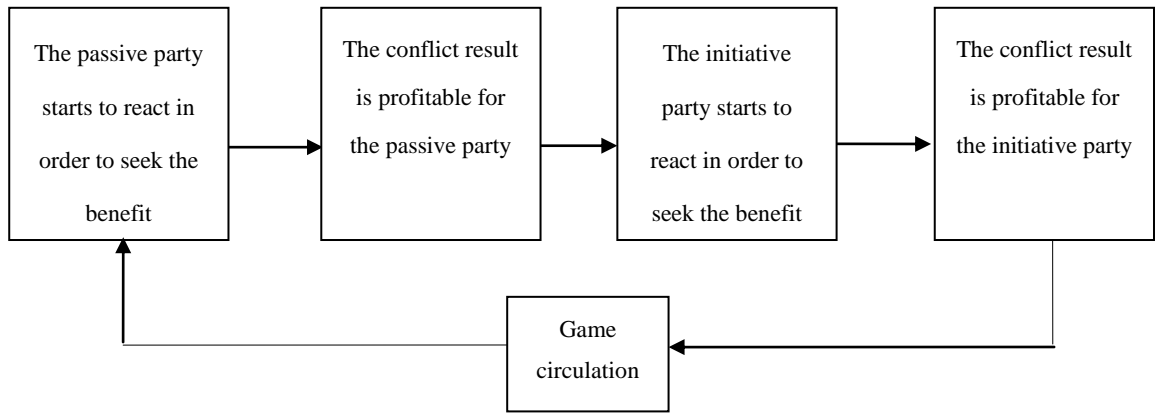 The passive party
starts to react in
order to seek the
benefit
The conflict result
is profitable for
the passive party
The initiative
party starts to
react in order to
seek the benefit
The conflict result
is profitable for
the initiative party
Game
circulation